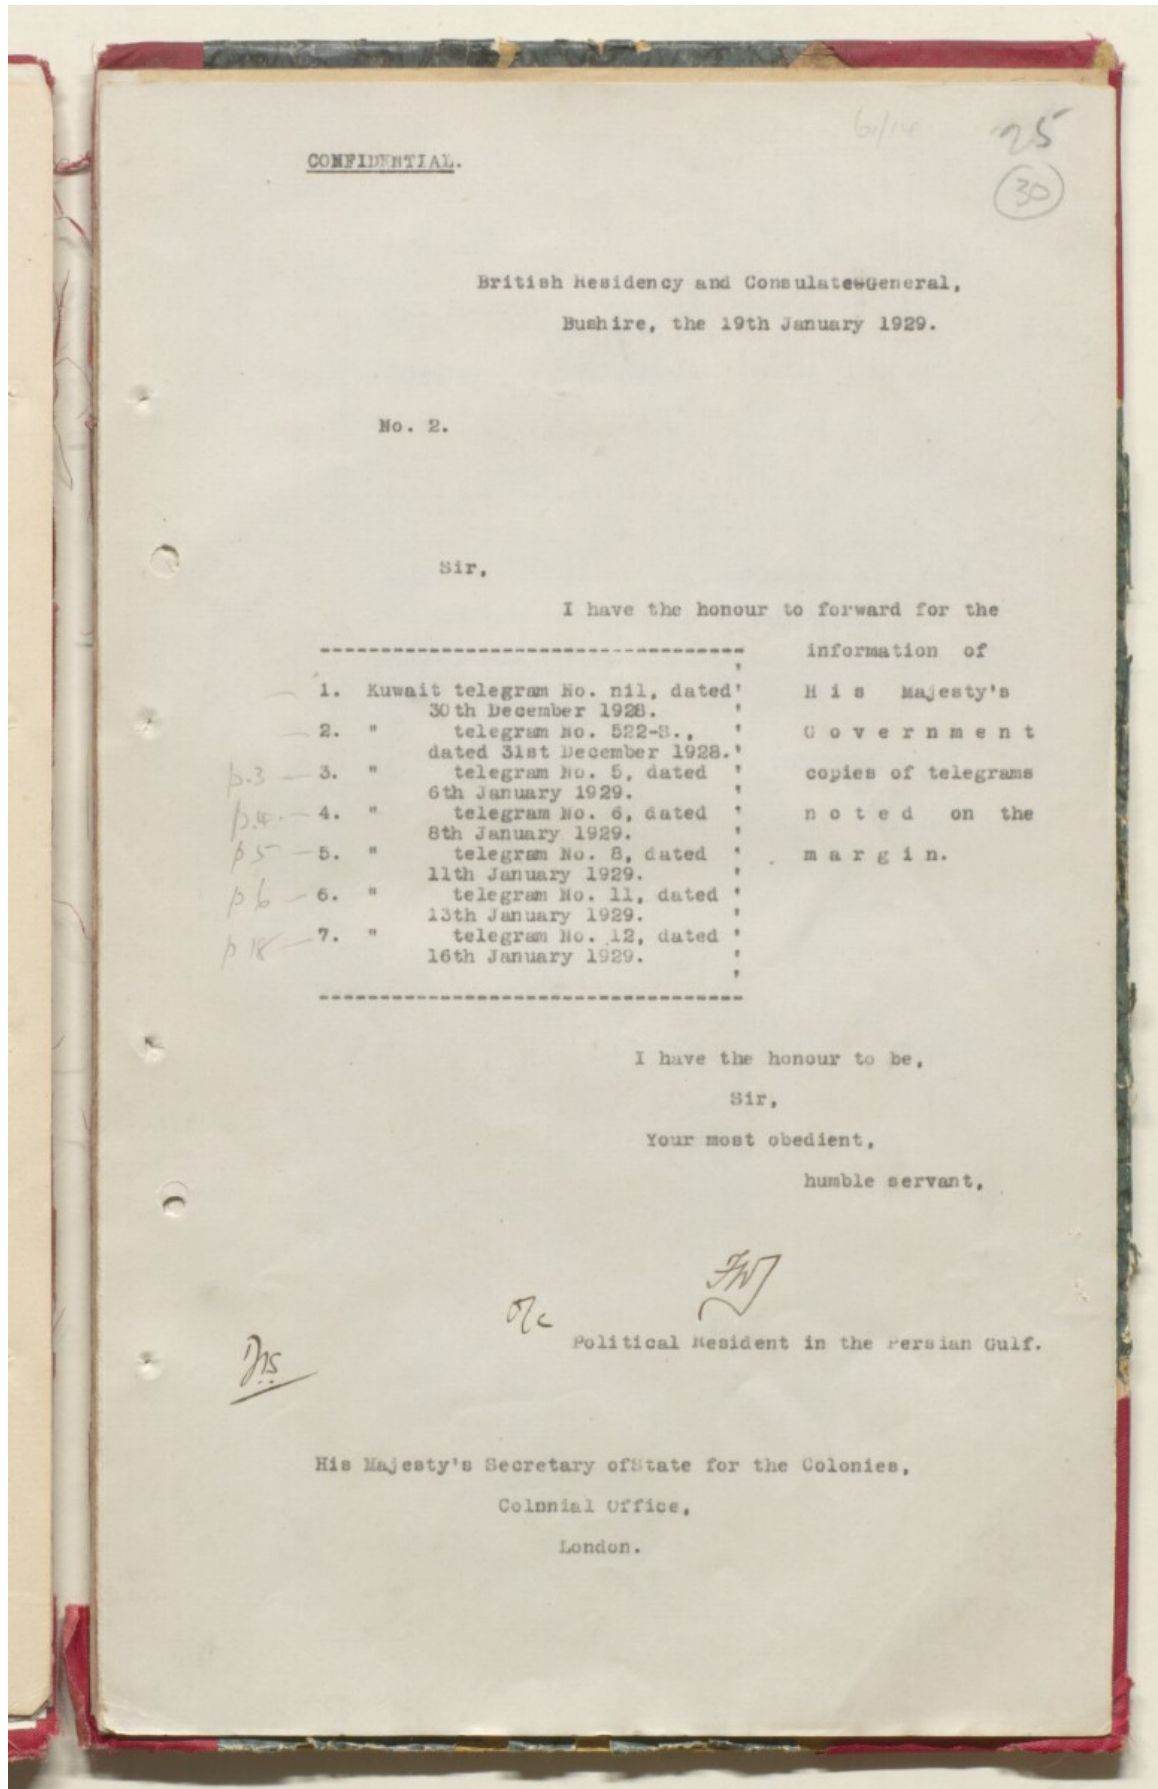 25
30
CONFIDENTIAL.
British Residency and Consulate-General,
Bushire, the 19th January 1929.
No. 2.
Sir,
I have the honour to forward for the
information of
His Majesty's
Government
copies of telegrams
noted on the
margin.
1. Kuwait telegram No. nil, dated
30th December 1928.
2. " telegram No. 522-S.,
dated 31st December 1928.
p.3 — 3. " telegram No. 5, dated
6th January 1929.
p.4. — 4. " telegram No. 6, dated
8th January 1929.
p5 — 5. " telegram No. 8, dated
11th January 1929.
p6 — 6. " telegram No. 11, dated
13th January 1929.
p18 — 7. " telegram No. 12, dated
16th January 1929.
I have the honour to be,
Sir,
Your most obedient,
humble servant,
Political Resident in the Persian Gulf.
His Majesty's Secretary ofState for the Colonies,
Colnnial Office,
London.